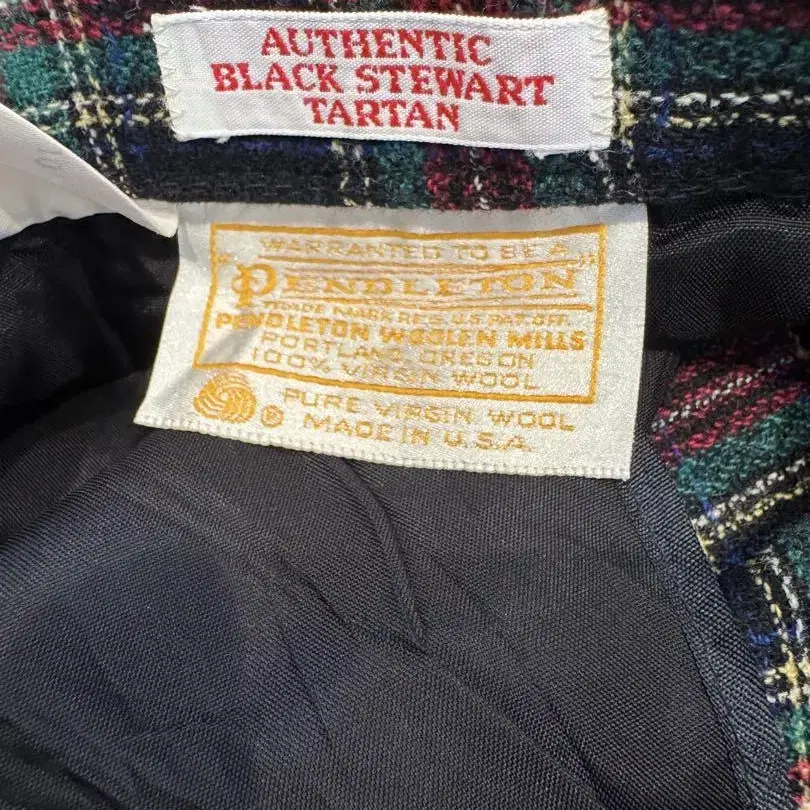 AUTHENTIC
BLACK STEWART
TARTAN
WARRANTED TO BE A
"PENDLETON"
TRADE MARK REG. U.S. PAT. OFF.
PENDLETON WOOLEN MILLS
PORTLAND, OREGON
100% VIRGIN WOOL
® PURE VIRGIN WOOL
MADE IN U.S.A.